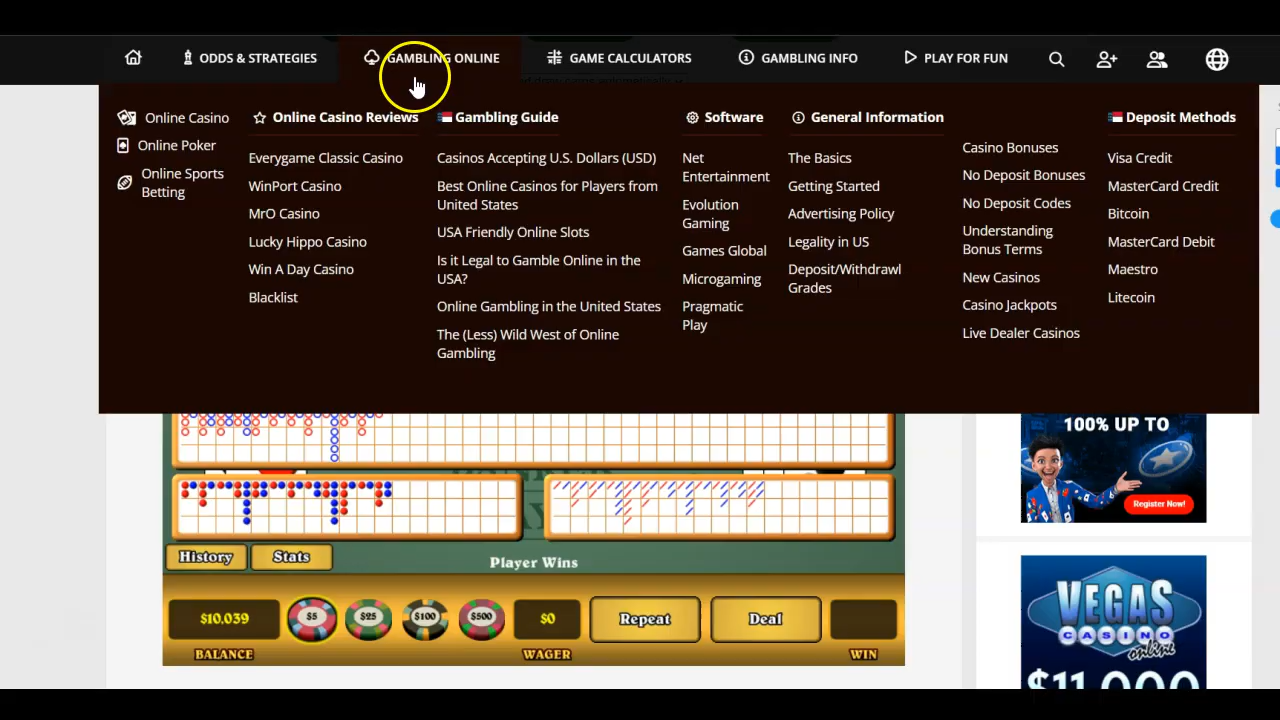 ODDS & STRATEGIES
GAMBLING ONLINE
GAME CALCULATORS
GAMBLING INFO
PLAY FOR FUN
Online Casino
Online Poker
Online Sports
Betting
Online Casino Reviews
Everygame Classic Casino
WinPort Casino
MrO Casino
Lucky Hippo Casino
Win A Day Casino
Blacklist
Gambling Guide
Casinos Accepting U.S. Dollars (USD)
Best Online Casinos for Players from
United States
USA Friendly Online Slots
Is it Legal to Gamble Online in the
USA?
Online Gambling in the United States
The (Less) Wild West of Online
Gambling
Software
Net
Entertainment
Evolution
Gaming
Games Global
Microgaming
Pragmatic
Play
General Information
The Basics
Getting Started
Advertising Policy
Legality in US
Deposit/Withdrawl
Grades
Casino Bonuses
No Deposit Bonuses
No Deposit Codes
Understanding
Bonus Terms
New Casinos
Casino Jackpots
Live Dealer Casinos
Deposit Methods
Visa Credit
MasterCard Credit
Bitcoin
MasterCard Debit
Maestro
Litecoin
100% UP TO
Register Now!
History
Stats
Player Wins
$10,039
$5
$25
$100
$500
$0
Repeat
Deal
BALANCE
WAGER
WIN
VEGAS
CASINO
online
$11,000